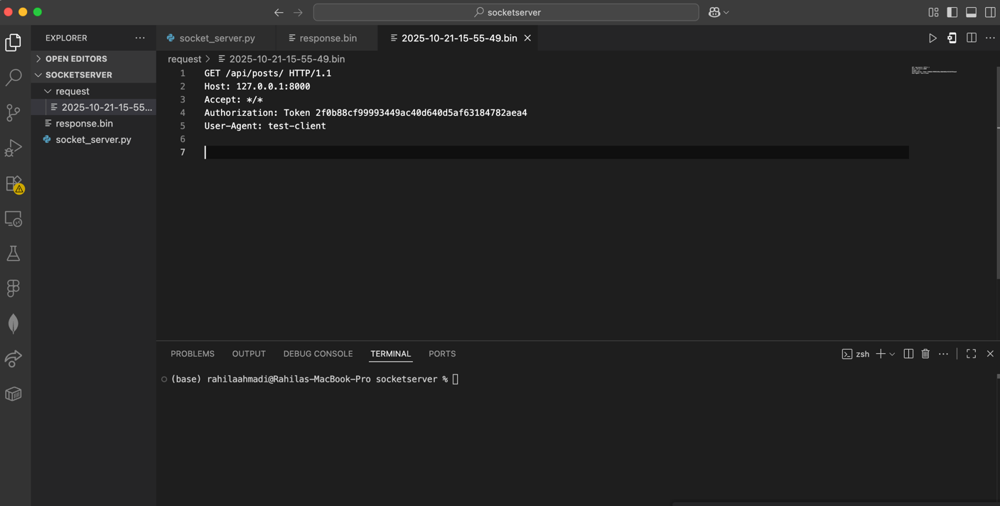 socketserver
EXPLORER
OPEN EDITORS
SOCKETSERVER
request
2025-10-21-15-55...
response.bin
socket_server.py
socket_server.py
response.bin
2025-10-21-15-55-49.bin
request
2025-10-21-15-55-49.bin
1 GET /api/posts/ HTTP/1.1
2 Host: 127.0.0.1:8000
3 Accept: */*
4 Authorization: Token 2f0b88cf99993449ac40d640d5af63184782aea4
5 User-Agent: test-client
6
7
PROBLEMS OUTPUT DEBUG CONSOLE TERMINAL PORTS
zsh
(base) rahilaahmadi@Rahilas-MacBook-Pro socketserver %